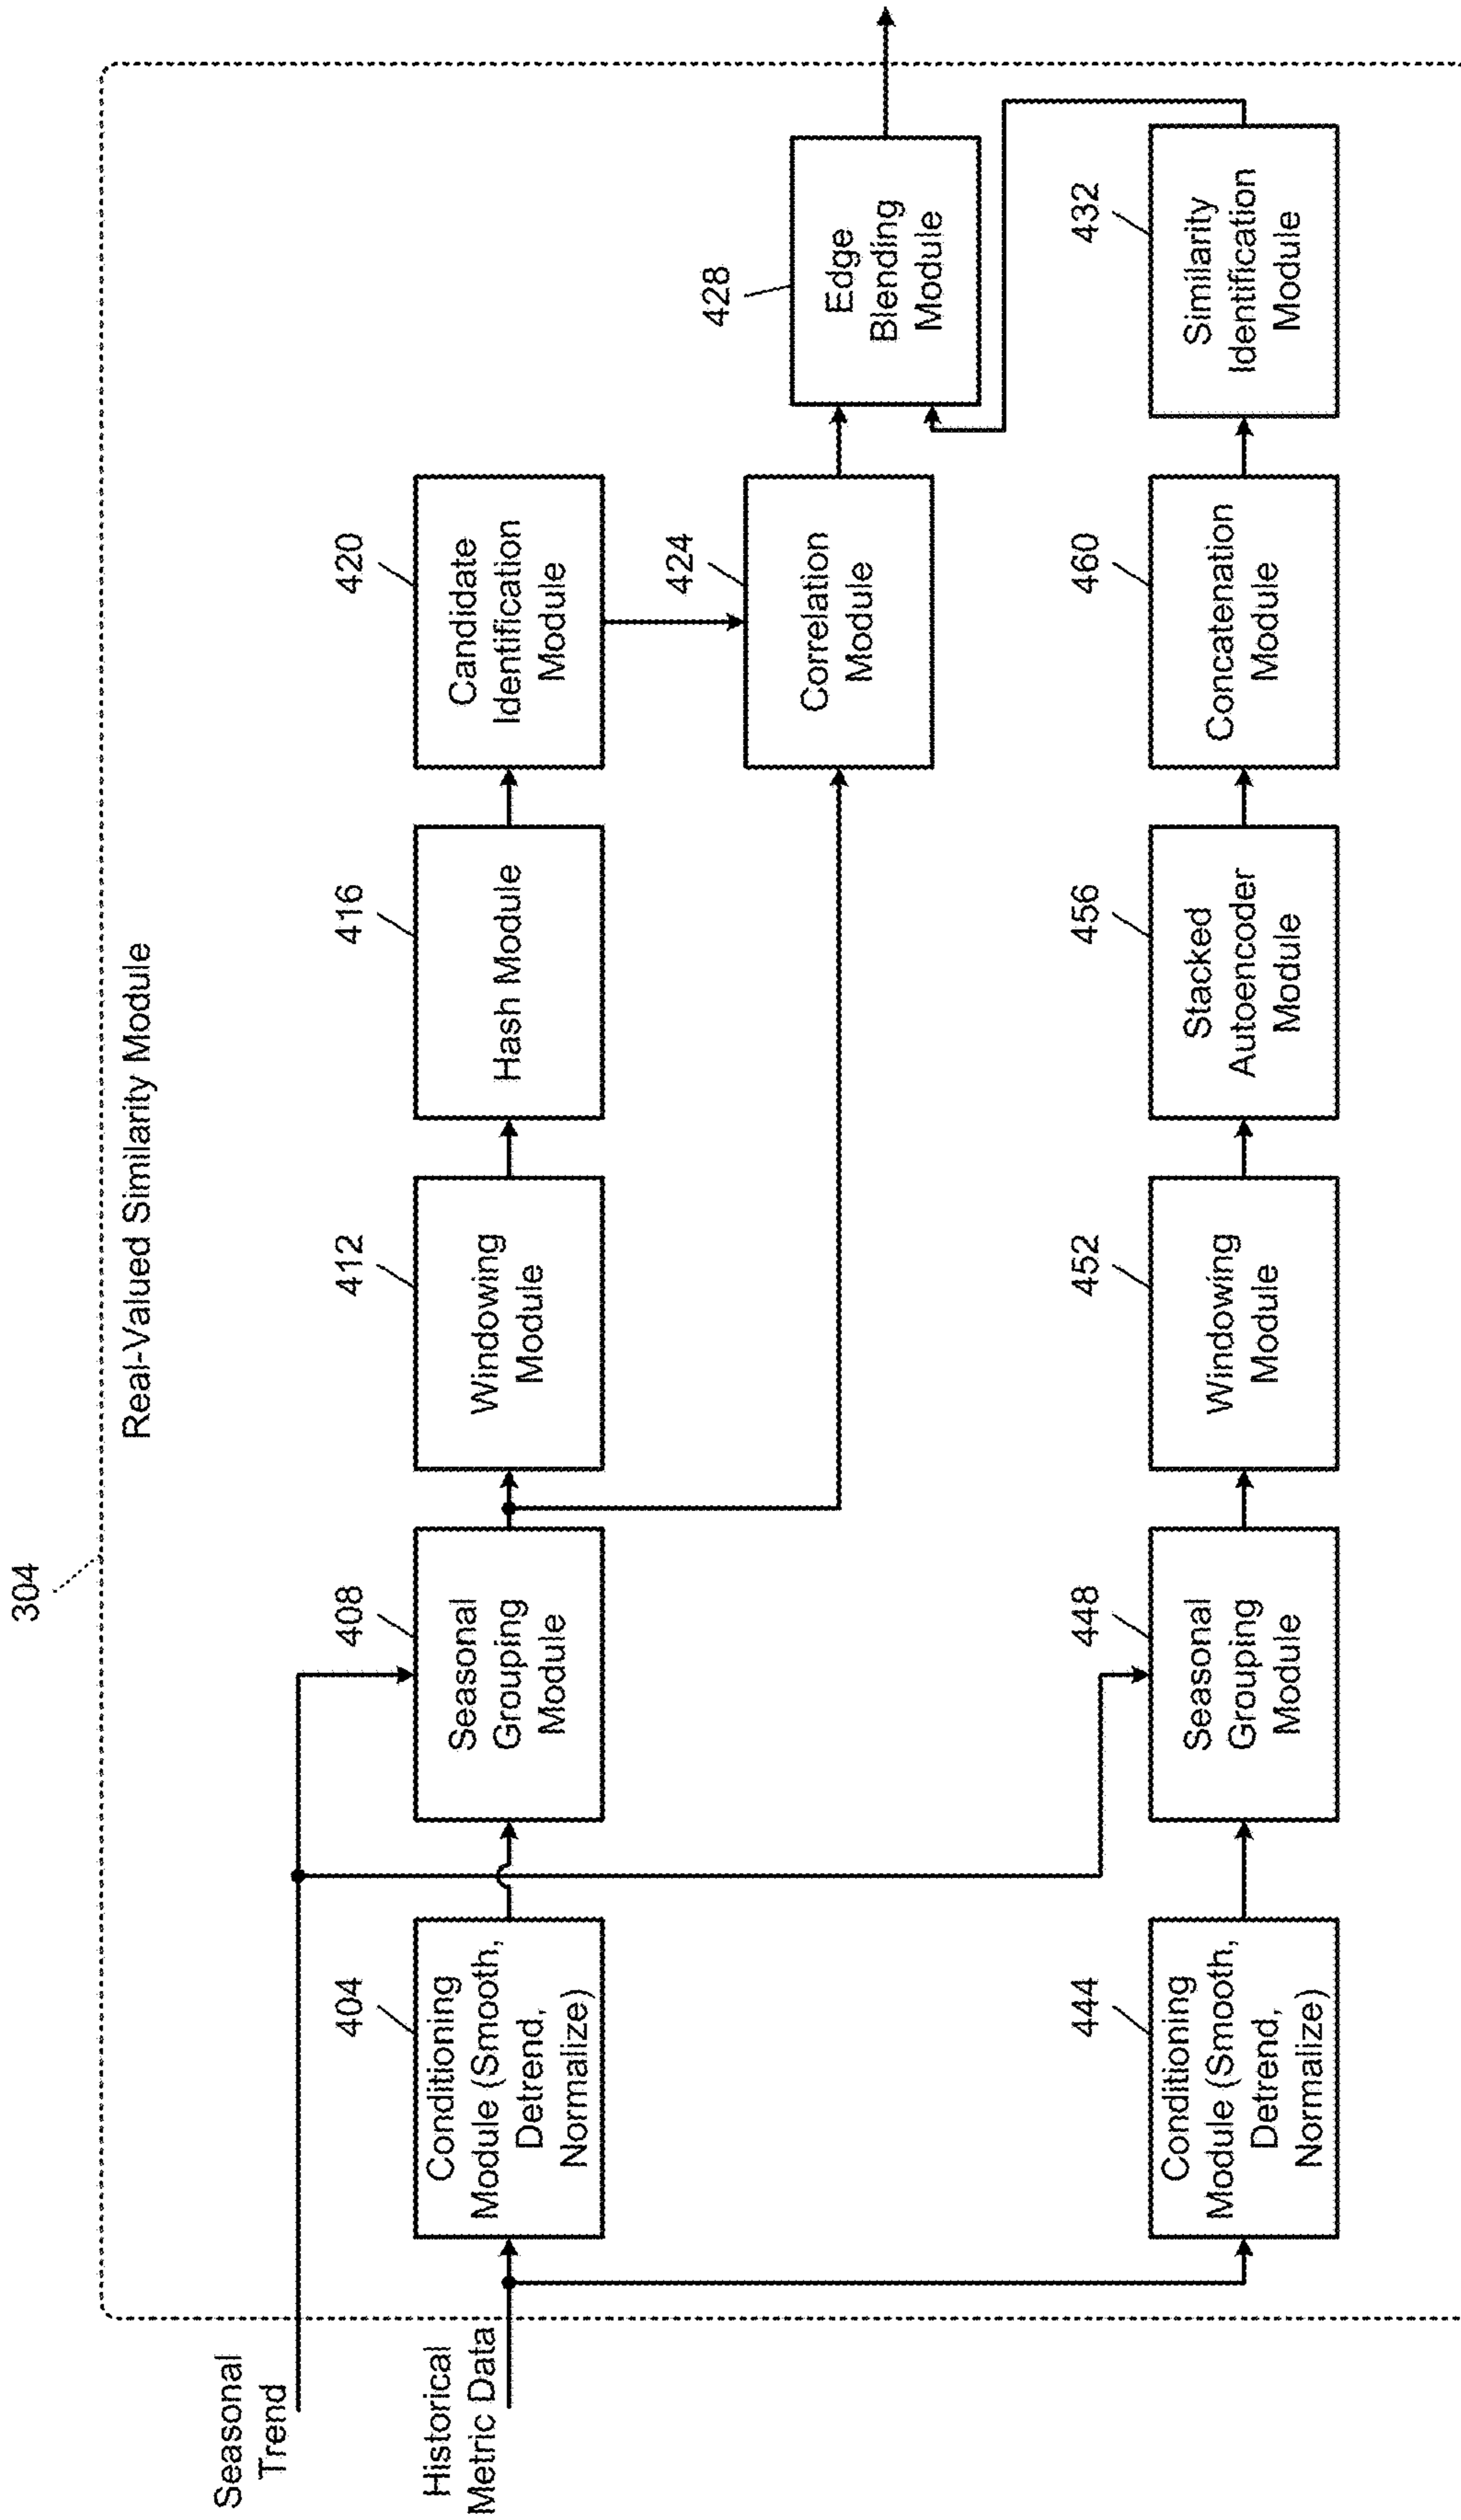 304
Real-Valued Similarity Module
Seasonal
Trend
Historical
Metric Data
404
Conditioning
Module (Smooth,
Detrend,
Normalize)
408
Seasonal
Grouping
Module
412
Windowing
Module
416
Hash Module
420
Candidate
Identification
Module
424
Correlation
Module
428
Edge
Blending
Module
444
Conditioning
Module (Smooth,
Detrend,
Normalize)
448
Seasonal
Grouping
Module
452
Windowing
Module
456
Stacked
Autoencoder
Module
460
Concatenation
Module
432
Similarity
Identification
Module